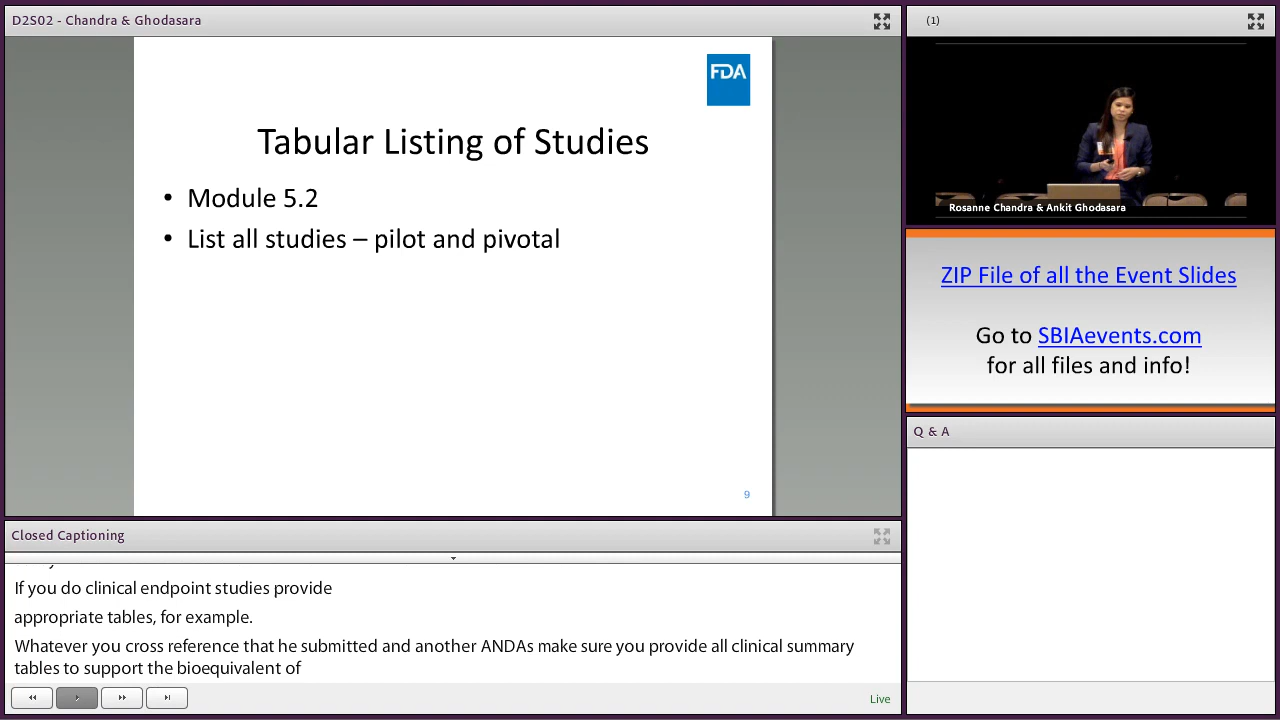 D2S02 - Chandra & Ghodasara
FDA
Tabular Listing of Studies
• Module 5.2
• List all studies – pilot and pivotal
9
Closed Captioning
If you do clinical endpoint studies provide
appropriate tables, for example.
Whatever you cross reference that he submitted and another ANDAs make sure you provide all clinical summary
tables to support the bioequivalent of
Live
(1)
Rosanne Chandra & Ankit Ghodasara
ZIP File of all the Event Slides
Go to SBIAevents.com
for all files and info!
Q & A